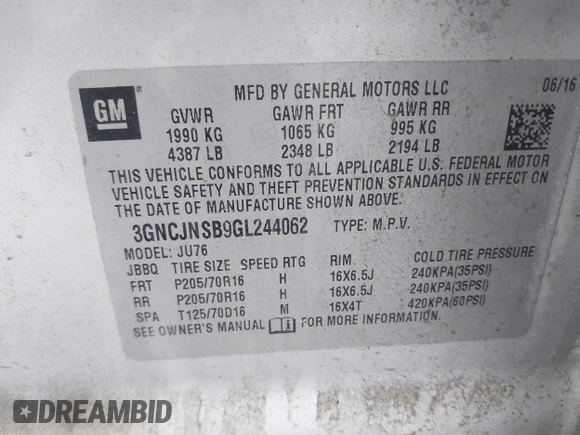 GM
MFD BY GENERAL MOTORS LLC 06/16
GVWR GAWR FRT GAWR RR
1990 KG 1065 KG 995 KG
4387 LB 2348 LB 2194 LB
THIS VEHICLE CONFORMS TO ALL APPLICABLE U.S. FEDERAL MOTOR
VEHICLE SAFETY AND THEFT PREVENTION STANDARDS IN EFFECT ON
THE DATE OF MANUFACTURE SHOWN ABOVE.
3GNCJNSB9GL244062 TYPE: M.P.V.
MODEL: JU76
JBBQ TIRE SIZE SPEED RTG RIM COLD TIRE PRESSURE
FRT P205/70R16 H 16X6.5J 240KPA(35PSI)
RR P205/70R16 H 16X6.5J 240KPA(35PSI)
SPA T125/70D16 M 16X4T 420KPA(60PSI)
SEE OWNER'S MANUAL FOR MORE INFORMATION.
DREAMBID